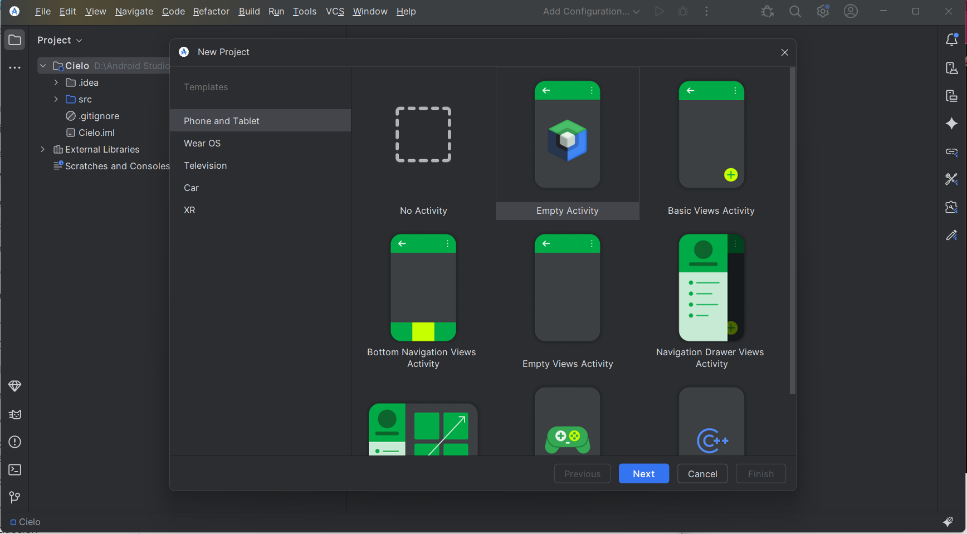 File Edit View Navigate Code Refactor Build Run Tools VCS Window Help Add Configuration...
Project
New Project
Cielo D:\Android Studio
.idea
src
.gitignore
Cielo.iml
External Libraries
Scratches and Consoles
Templates
Phone and Tablet
Wear OS
Television
Car
XR
No Activity Empty Activity Basic Views Activity
Bottom Navigation Views
Activity
Empty Views Activity
Navigation Drawer Views
Activity
C++
Previous Next Cancel Finish
Cielo